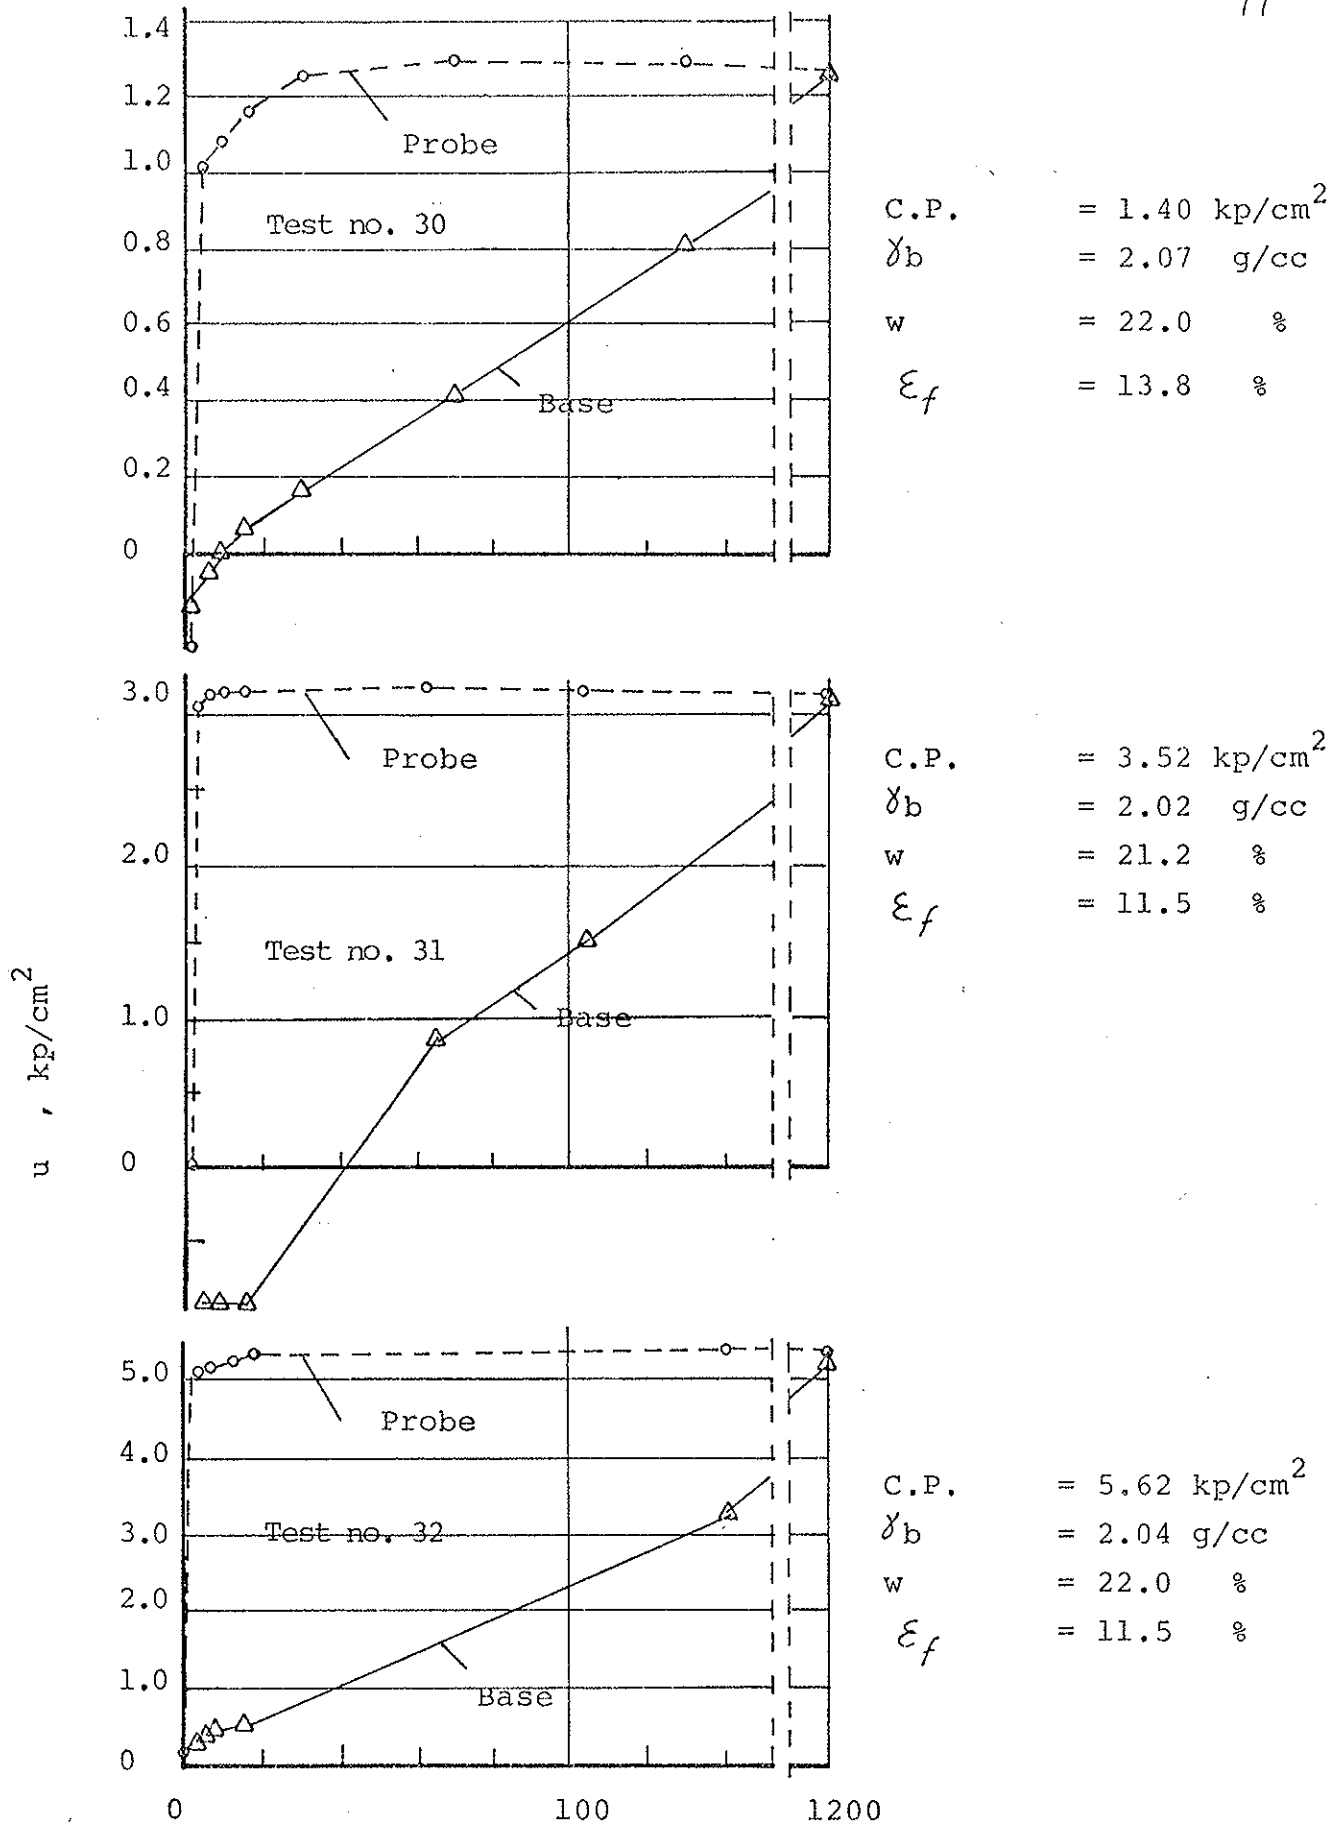 77
1.4
1.2
1.0
0.8
0.6
0.4
0.2
0
Probe
Test no. 30
Base
C.P. = 1.40 kp/cm²
γb = 2.07 g/cc
w = 22.0 %
εf = 13.8 %
3.0
2.0
1.0
0
Probe
Test no. 31
Base
C.P. = 3.52 kp/cm²
γb = 2.02 g/cc
w = 21.2 %
εf = 11.5 %
u , kp/cm²
5.0
4.0
3.0
2.0
1.0
0
Probe
Test no. 32
Base
C.P. = 5.62 kp/cm²
γb = 2.04 g/cc
w = 22.0 %
εf = 11.5 %
0 100 1200